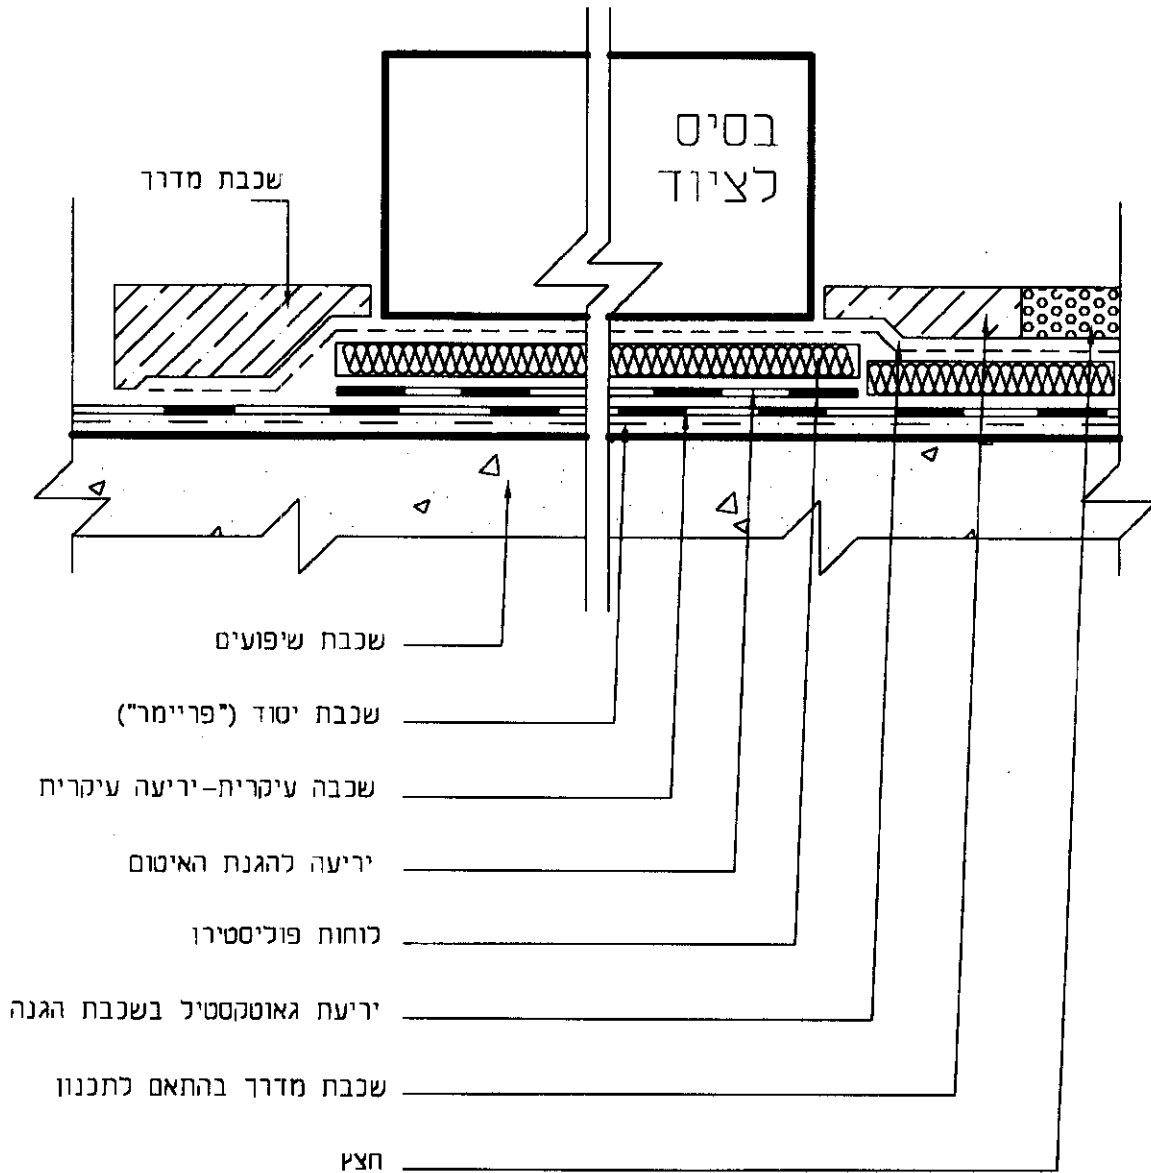 בסיס
לציוד
שכבת מדרך
שכבת שיפועים
שכבת יסוד ("פריימר")
שכבה עיקרית-יריעה עיקרית
יריעה להגנת האיטום
לוחות פוליסטירן
יריעת גאוטקסטיל בשכבת הגנה
שכבת מדרך בהתאם לתכנון
חצץ